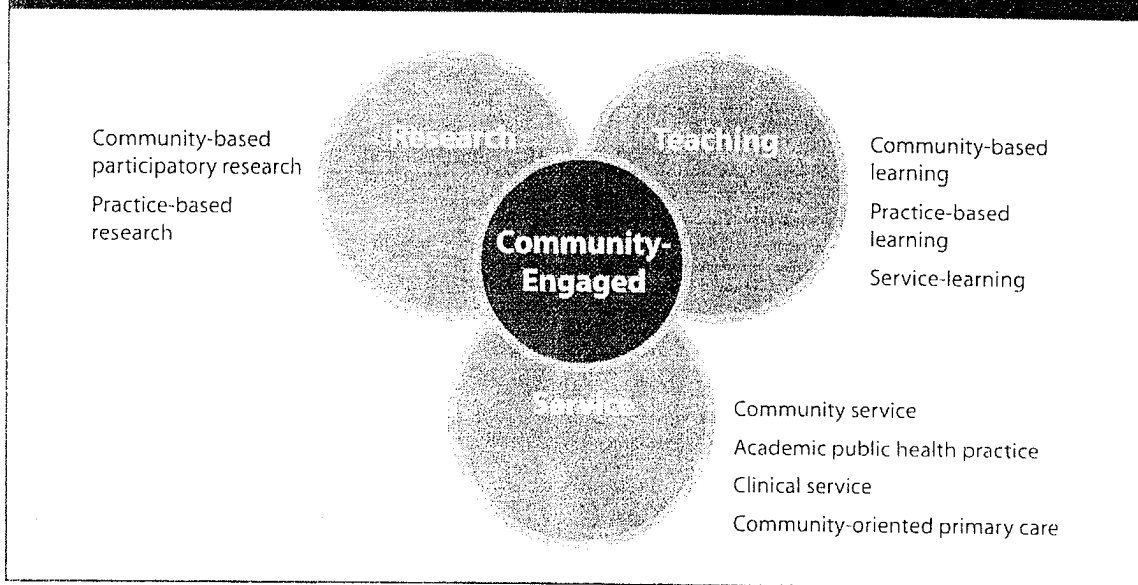 Research
Teaching
Community-based
participatory research
Practice-based
research
Community-
Engaged
Community-based
learning
Practice-based
learning
Service-learning
Service
Community service
Academic public health practice
Clinical service
Community-oriented primary care